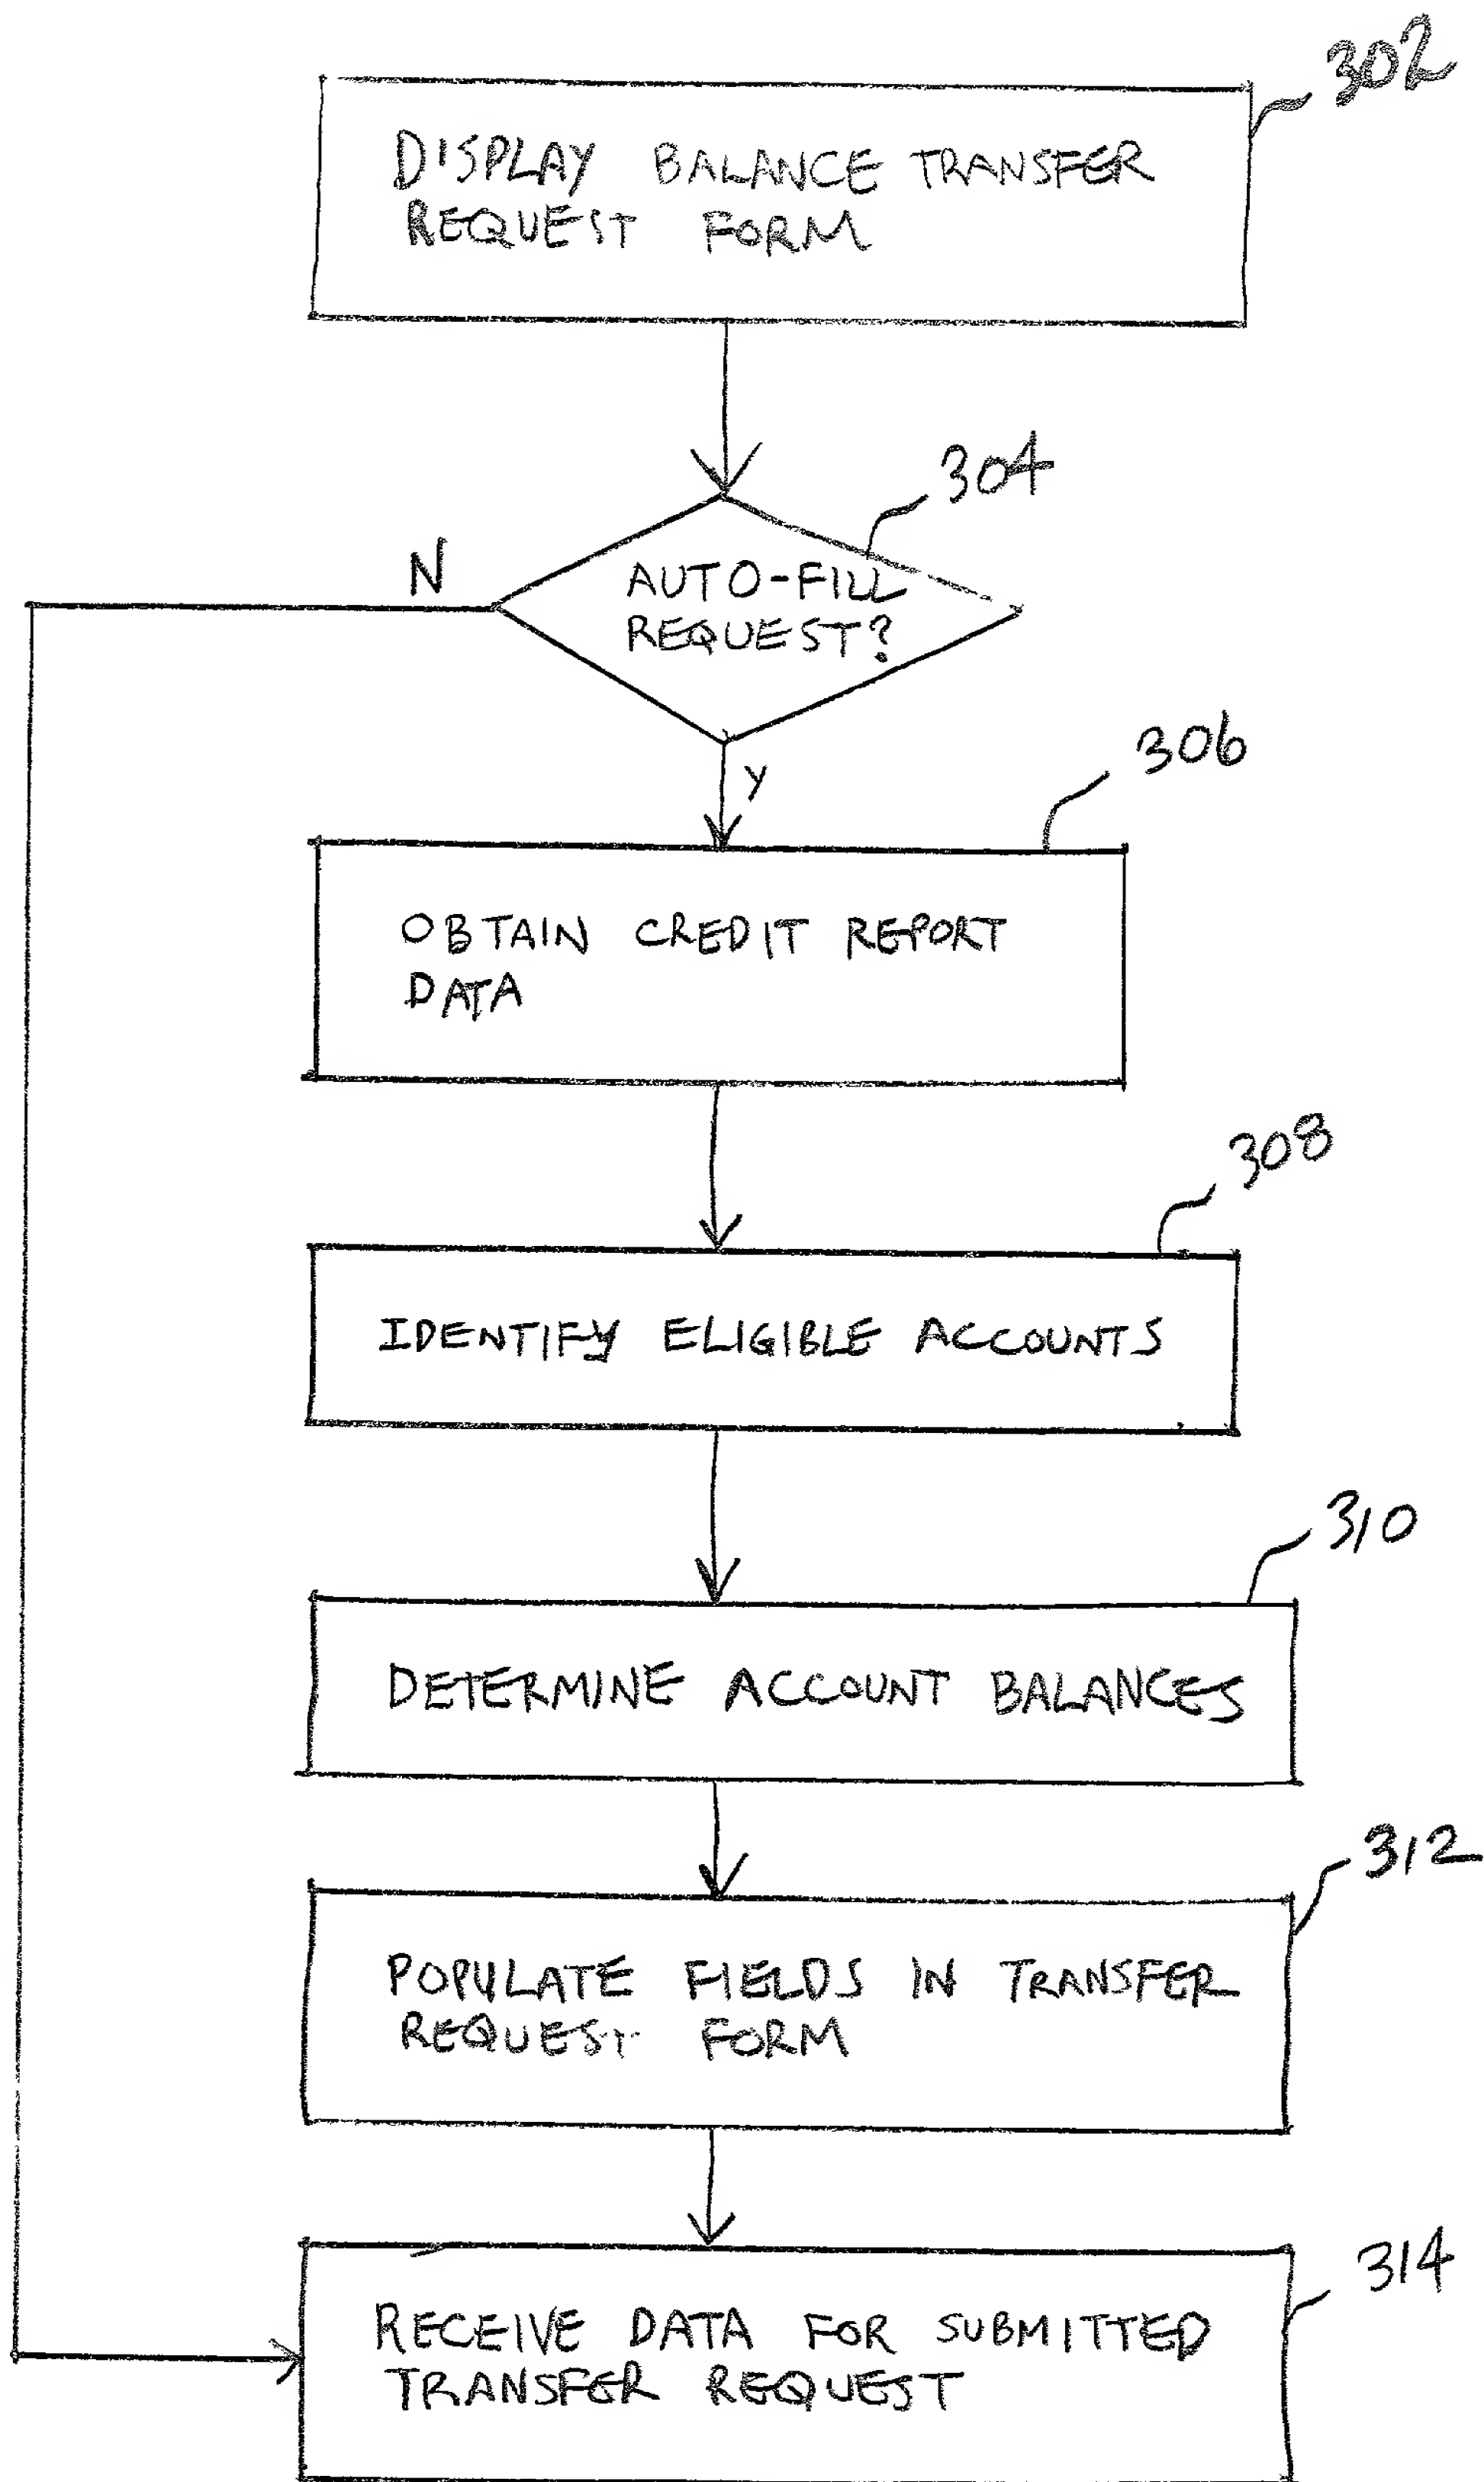 302
DISPLAY BALANCE TRANSFER
REQUEST FORM
304
N
AUTO-FILL
REQUEST?
Y
306
OBTAIN CREDIT REPORT
DATA
308
IDENTIFY ELIGIBLE ACCOUNTS
310
DETERMINE ACCOUNT BALANCES
312
POPULATE FIELDS IN TRANSFER
REQUEST FORM
314
RECEIVE DATA FOR SUBMITTED
TRANSFER REQUEST